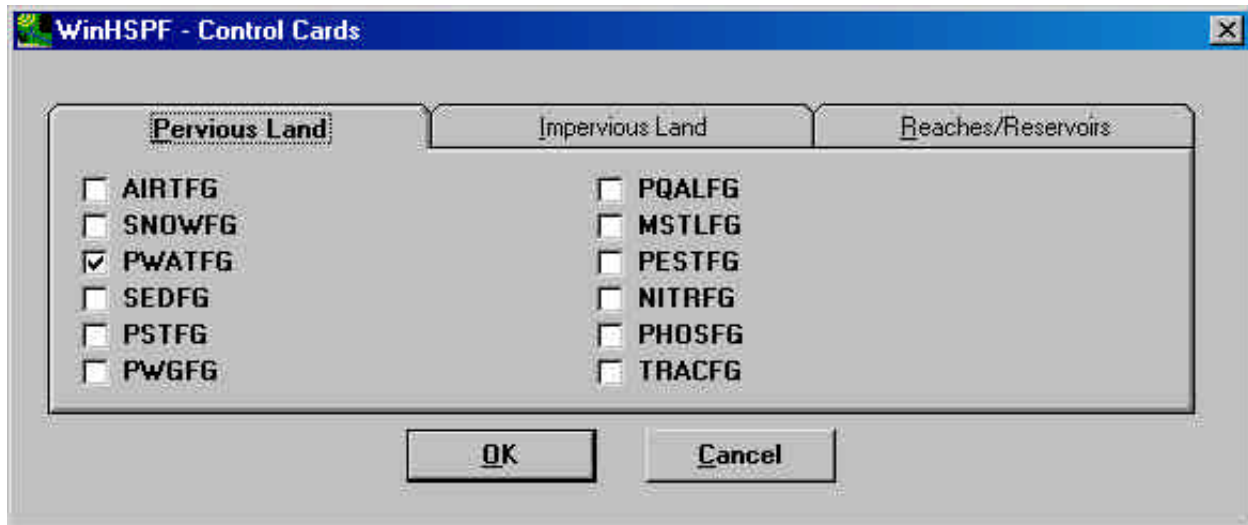 WinHSPF - Control Cards
Pervious Land
Impervious Land
Reaches/Reservoirs
AIRTFG
SNOWFG
PWATFG
SEDFG
PSTFG
PWGFG
PQALFG
MSTLFG
PESTFG
NITRFG
PHOSFG
TRACFG
OK
Cancel